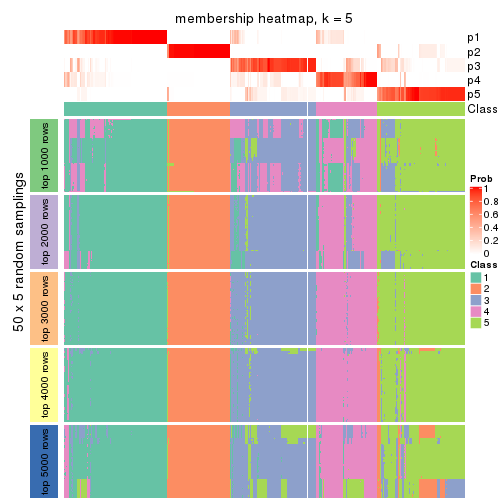 membership heatmap, k = 5
p1
p2
p3
p4
p5
Class
50 x 5 random samplings
top 1000 rows
top 2000 rows
top 3000 rows
top 4000 rows
top 5000 rows
Prob
1
0.8
0.6
0.4
0.2
0
Class
1
2
3
4
5